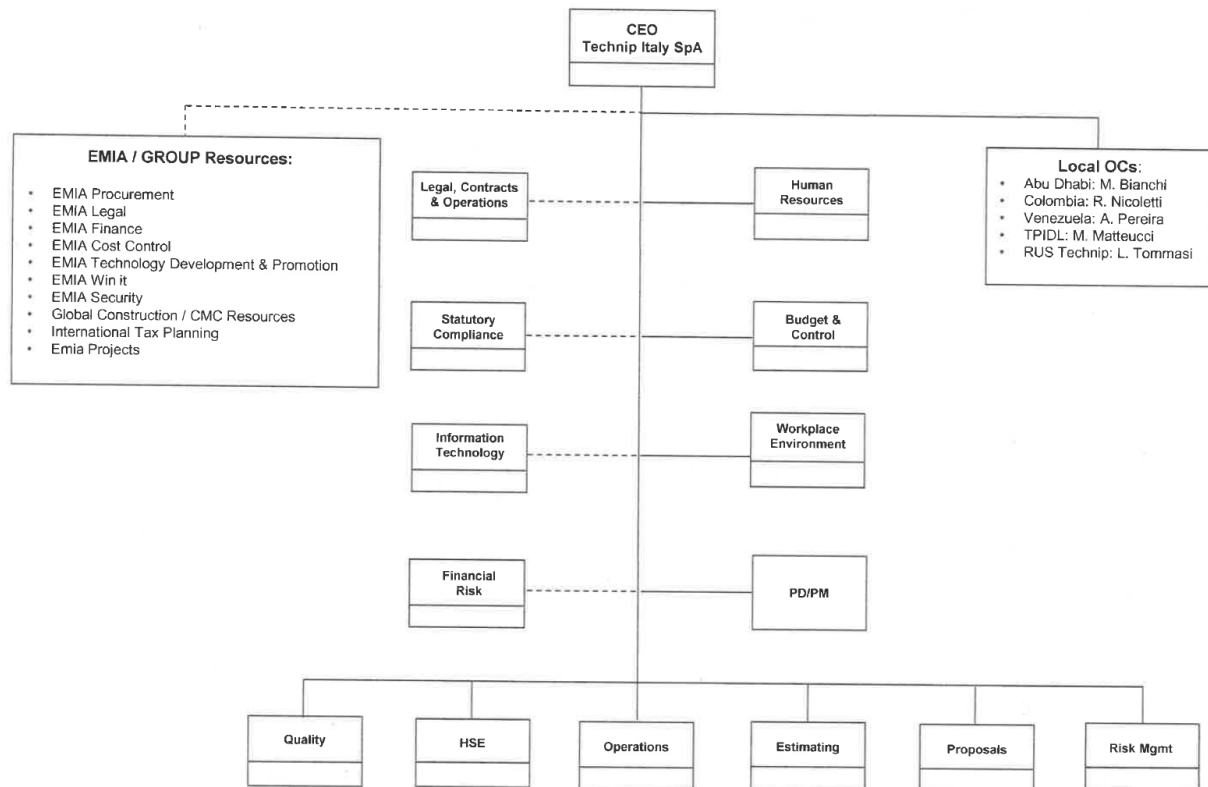 CEO
Technip Italy SpA
EMIA / GROUP Resources:
* EMIA Procurement
* EMIA Legal
* EMIA Finance
* EMIA Cost Control
* EMIA Technology Development & Promotion
* EMIA Win it
* EMIA Security
* Global Construction / CMC Resources
* International Tax Planning
* Emia Projects
Legal, Contracts
& Operations
Human
Resources
Local OCs:
* Abu Dhabi: M. Bianchi
* Colombia: R. Nicoletti
* Venezuela: A. Pereira
* TPIDL: M. Matteucci
* RUS Technip: L. Tommasi
Statutory
Compliance
Budget &
Control
Information
Technology
Workplace
Environment
Financial
Risk
PD/PM
Quality
HSE
Operations
Estimating
Proposals
Risk Mgmt